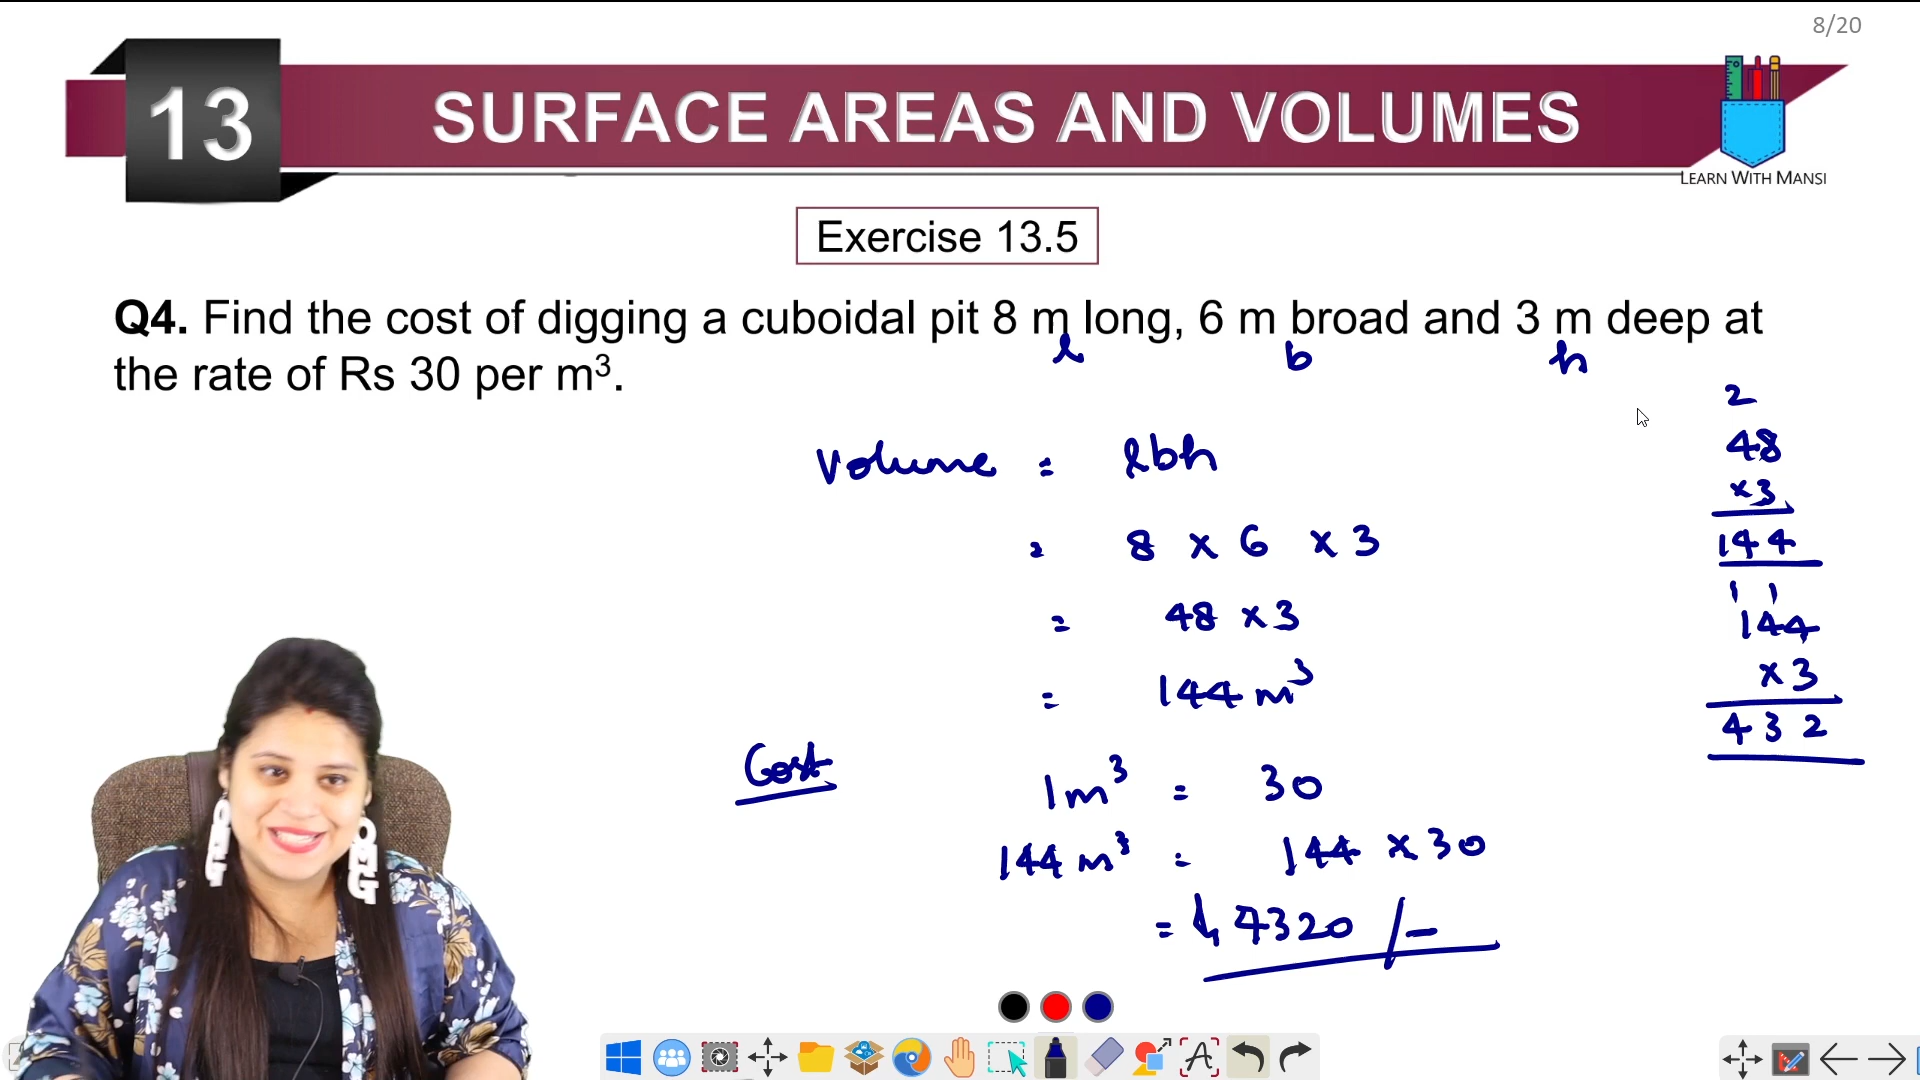 8/20
13 SURFACE AREAS AND VOLUMES
LEARN WITH MANSI
Exercise 13.5
Q4. Find the cost of digging a cuboidal pit 8 m long, 6 m broad and 3 m deep at
l b h
the rate of Rs 30 per m³.
Volume = lbh
= 8 × 6 × 3
= 48 × 3
= 144 m³
Cost
1m³ = 30
144 m³ = 144 × 30
= ₹ 4320 /-
2
48
×3
144
1 1
144
×3
432
OMG
OMG